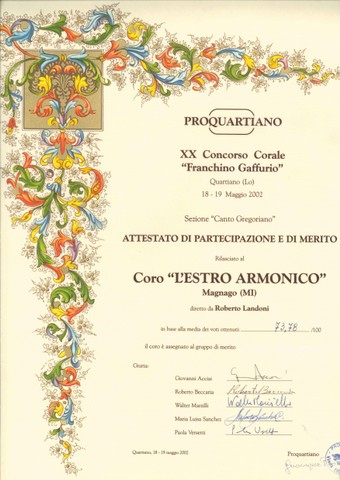 PROQUARTIANO
XX Concorso Corale
"Franchino Gaffurio"
Quartiano (Lo)
18 - 19 Maggio 2002
Sezione "Canto Gregoriano"
ATTESTATO DI PARTECIPAZIONE E DI MERITO
Rilasciato al
Coro "L'ESTRO ARMONICO"
Magnago (MI)
diretto da Roberto Landoni
in base alla media dei voti ottenuto 73,78 /100
il coro è assegnato al gruppo di merito:
Giuria:
Giovanni Acciai
Roberto Beccaria
Walter Marzilli
Maria Luisa Sanchez
Paola Versetti
Quartiano, 18 - 19 maggio 2002
Proquartiano